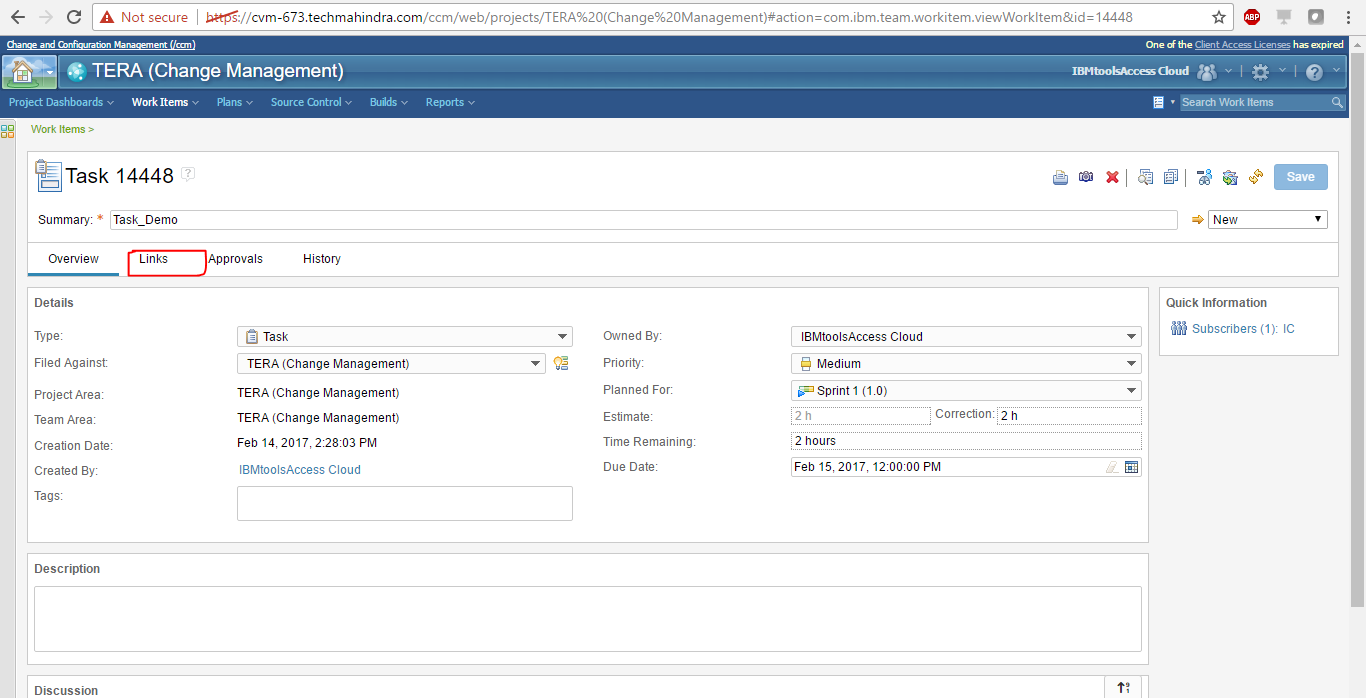 Not secure https://cvm-673.techmahindra.com/ccm/web/projects/TERA%20(Change%20Management)#action=com.ibm.team.workitem.viewWorkItem&id=14448 ABP
Change and Configuration Management (/ccm) One of the Client Access Licenses has expired
TERA (Change Management) IBMtoolsAccess Cloud
Project Dashboards Work Items Plans Source Control Builds Reports Search Work Items
Work Items >
Task 14448 ? Save
Summary: * Task_Demo New
Overview Links Approvals History
Details
Type: Task
Filed Against: TERA (Change Management)
Project Area: TERA (Change Management)
Team Area: TERA (Change Management)
Creation Date: Feb 14, 2017, 2:28:03 PM
Created By: IBMtoolsAccess Cloud
Tags:
Owned By: IBMtoolsAccess Cloud
Priority: Medium
Planned For: Sprint 1 (1.0)
Estimate: 2 h Correction: 2 h
Time Remaining: 2 hours
Due Date: Feb 15, 2017, 12:00:00 PM
Quick Information
Subscribers (1): IC
Description
Discussion